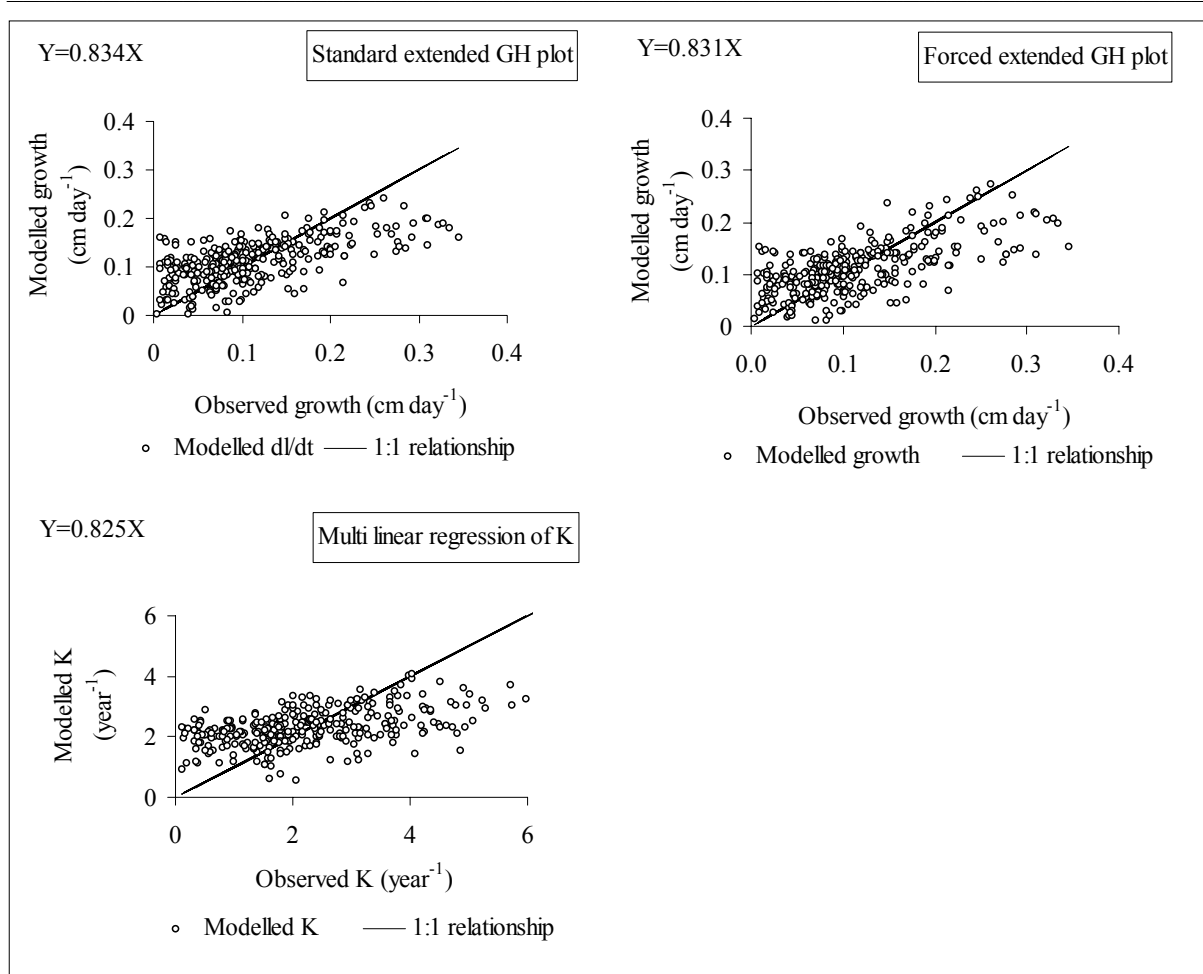 Y=0.834X
Standard extended GH plot
Modelled growth
(cm day⁻¹)
0.4
0.3
0.2
0.1
0
0
0.1
0.2
0.3
0.4
Observed growth (cm day⁻¹)
Modelled dl/dt
1:1 relationship
Y=0.831X
Forced extended GH plot
Modelled growth
(cm day⁻¹)
0.4
0.3
0.2
0.1
0
0.0
0.1
0.2
0.3
0.4
Observed growth (cm day⁻¹)
Modelled growth
1:1 relationship
Y=0.825X
Multi linear regression of K
Modelled K
(year⁻¹)
6
4
2
0
0
2
4
6
Observed K (year⁻¹)
Modelled K
1:1 relationship